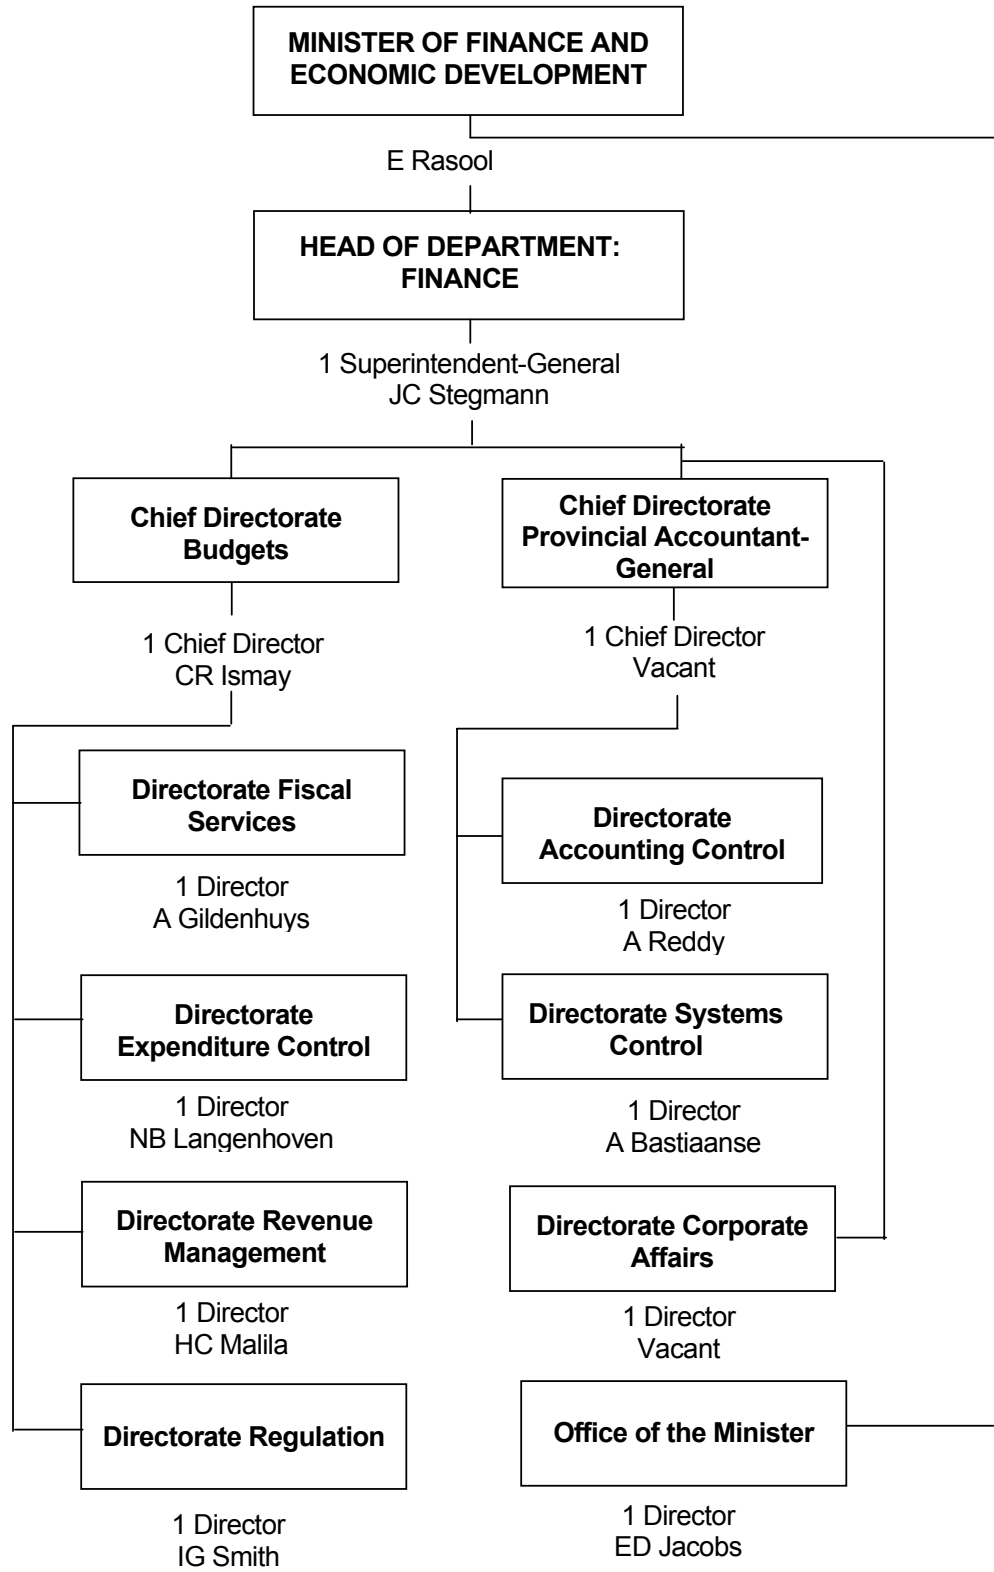 MINISTER OF FINANCE AND
ECONOMIC DEVELOPMENT
E Rasool
HEAD OF DEPARTMENT:
FINANCE
1 Superintendent-General
JC Stegmann
Chief Directorate
Budgets
1 Chief Director
CR Ismay
Directorate Fiscal
Services
1 Director
A Gildenhuys
Directorate
Expenditure Control
1 Director
NB Langenhoven
Directorate Revenue
Management
1 Director
HC Malila
Directorate Regulation
1 Director
IG Smith
Chief Directorate
Provincial Accountant-
General
1 Chief Director
Vacant
Directorate
Accounting Control
1 Director
A Reddy
Directorate Systems
Control
1 Director
A Bastiaanse
Directorate Corporate
Affairs
1 Director
Vacant
Office of the Minister
1 Director
ED Jacobs